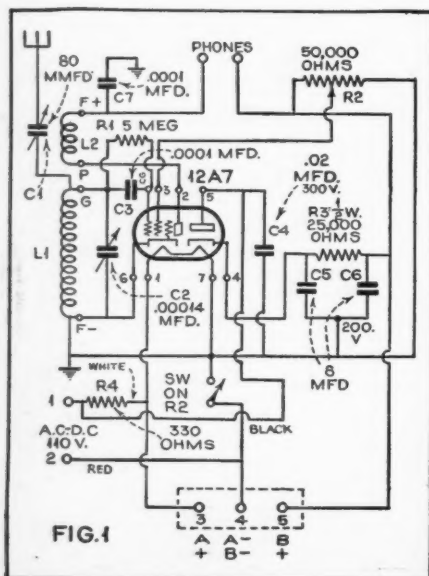 PHONES
80
MMFD
F+
.0001
MFD.
C7
50,000
OHMS
R2
L2
R1 5 MEG
C1
P
G
.0001 MFD.
12A7
C3
C8
3
2
5
.02
MFD.
300V.
C4
R3 ½ W.
25,000
OHMS
L1
C5
C6
6
1
7
4
C2
.00014
MFD.
200.
V
F-
8
MFD
WHITE
SW
ON
R2
1
R4
BLACK
A.C.-D.C
110 V.
330
OHMS
2
RED
3
4
5
FIG.1
A
+
A-
B-
B
+